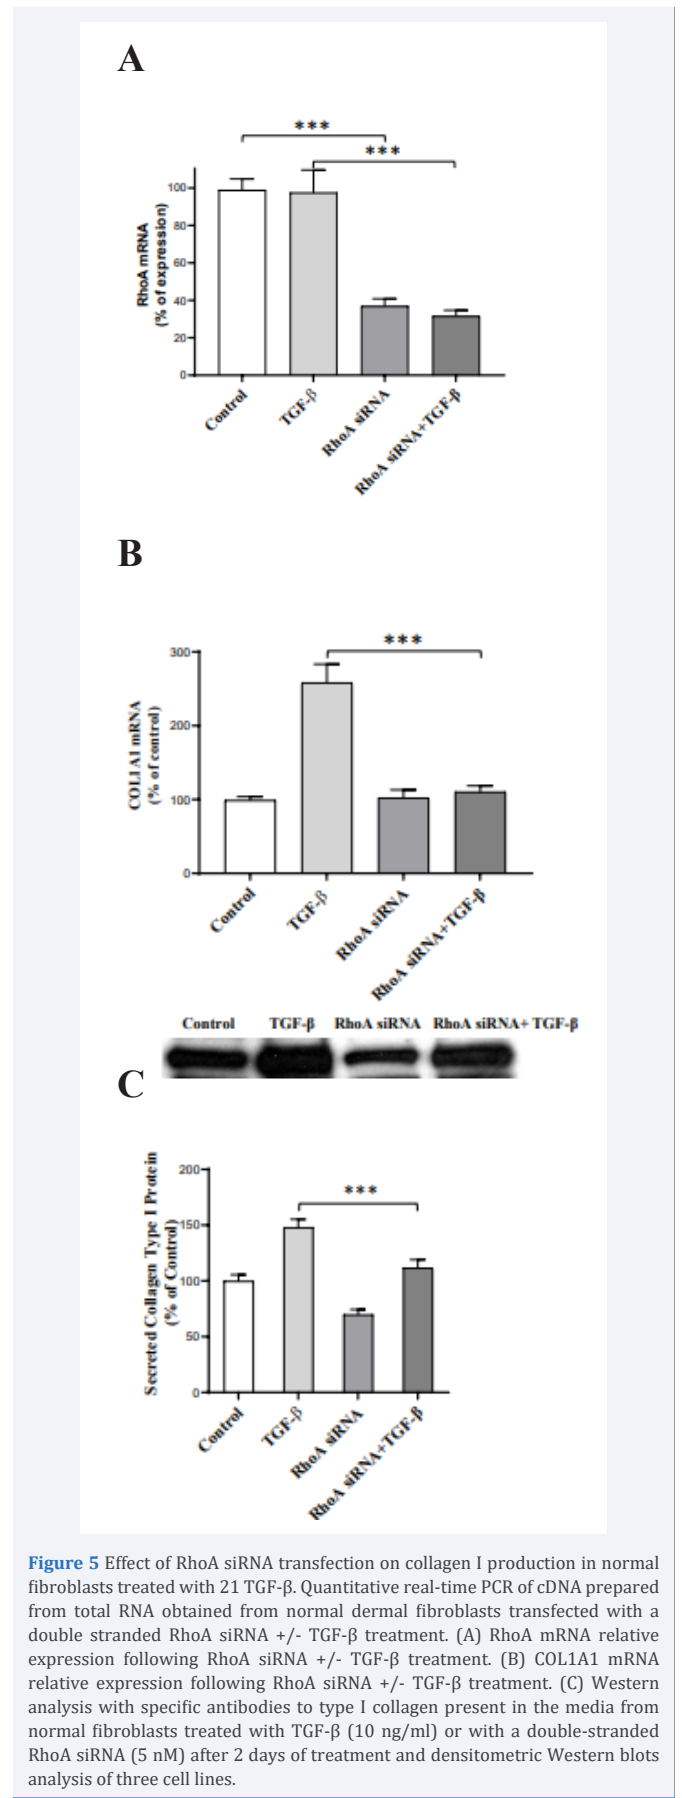 A
***
***
RhoA mRNA
(% of expression)
100
80
60
40
20
0
Control
TGF-β
RhoA siRNA
RhoA siRNA+TGF-β
B
***
COL1A1 mRNA
(% of control)
300
200
100
0
Control
TGF-β
RhoA siRNA
RhoA siRNA+TGF-β
Control TGF-β RhoA siRNA RhoA siRNA+ TGF-β
C
***
Secreted Collagen Type I Protein
(% of Control)
200
150
100
50
0
Control
TGF-β
RhoA siRNA
RhoA siRNA+TGF-β
Figure 5 Effect of RhoA siRNA transfection on collagen I production in normal
fibroblasts treated with 21 TGF-β. Quantitative real-time PCR of cDNA prepared
from total RNA obtained from normal dermal fibroblasts transfected with a
double stranded RhoA siRNA +/- TGF-β treatment. (A) RhoA mRNA relative
expression following RhoA siRNA +/- TGF-β treatment. (B) COL1A1 mRNA
relative expression following RhoA siRNA +/- TGF-β treatment. (C) Western
analysis with specific antibodies to type I collagen present in the media from
normal fibroblasts treated with TGF-β (10 ng/ml) or with a double-stranded
RhoA siRNA (5 nM) after 2 days of treatment and densitometric Western blots
analysis of three cell lines.